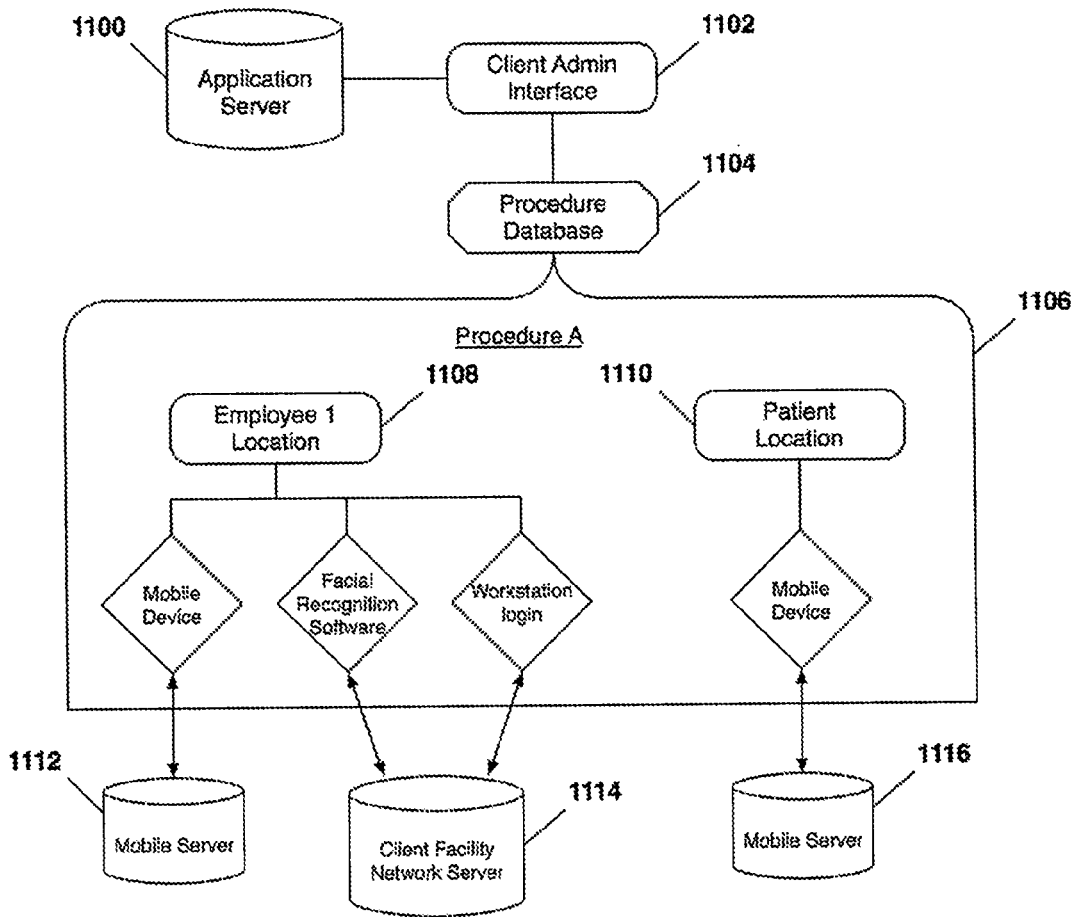 1100
Application
Server
1102
Client Admin
Interface
1104
Procedure
Database
1106
Procedure A
1108
Employee 1
Location
1110
Patient
Location
Mobile
Device
Facial
Recognition
Software
Workstation
login
Mobile
Device
1112
Mobile Server
1114
Client Facility
Network Server
1116
Mobile Server